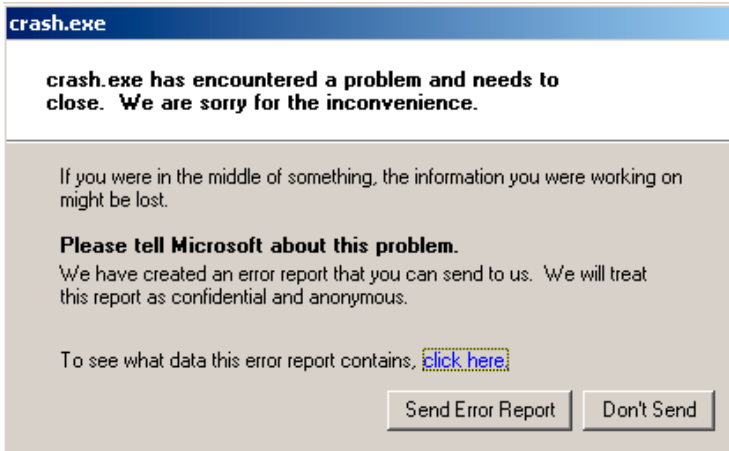 crash.exe
crash.exe has encountered a problem and needs to
close.  We are sorry for the inconvenience.
If you were in the middle of something, the information you were working on
might be lost.
Please tell Microsoft about this problem.
We have created an error report that you can send to us.  We will treat
this report as confidential and anonymous.
To see what data this error report contains, click here.
Send Error Report
Don't Send